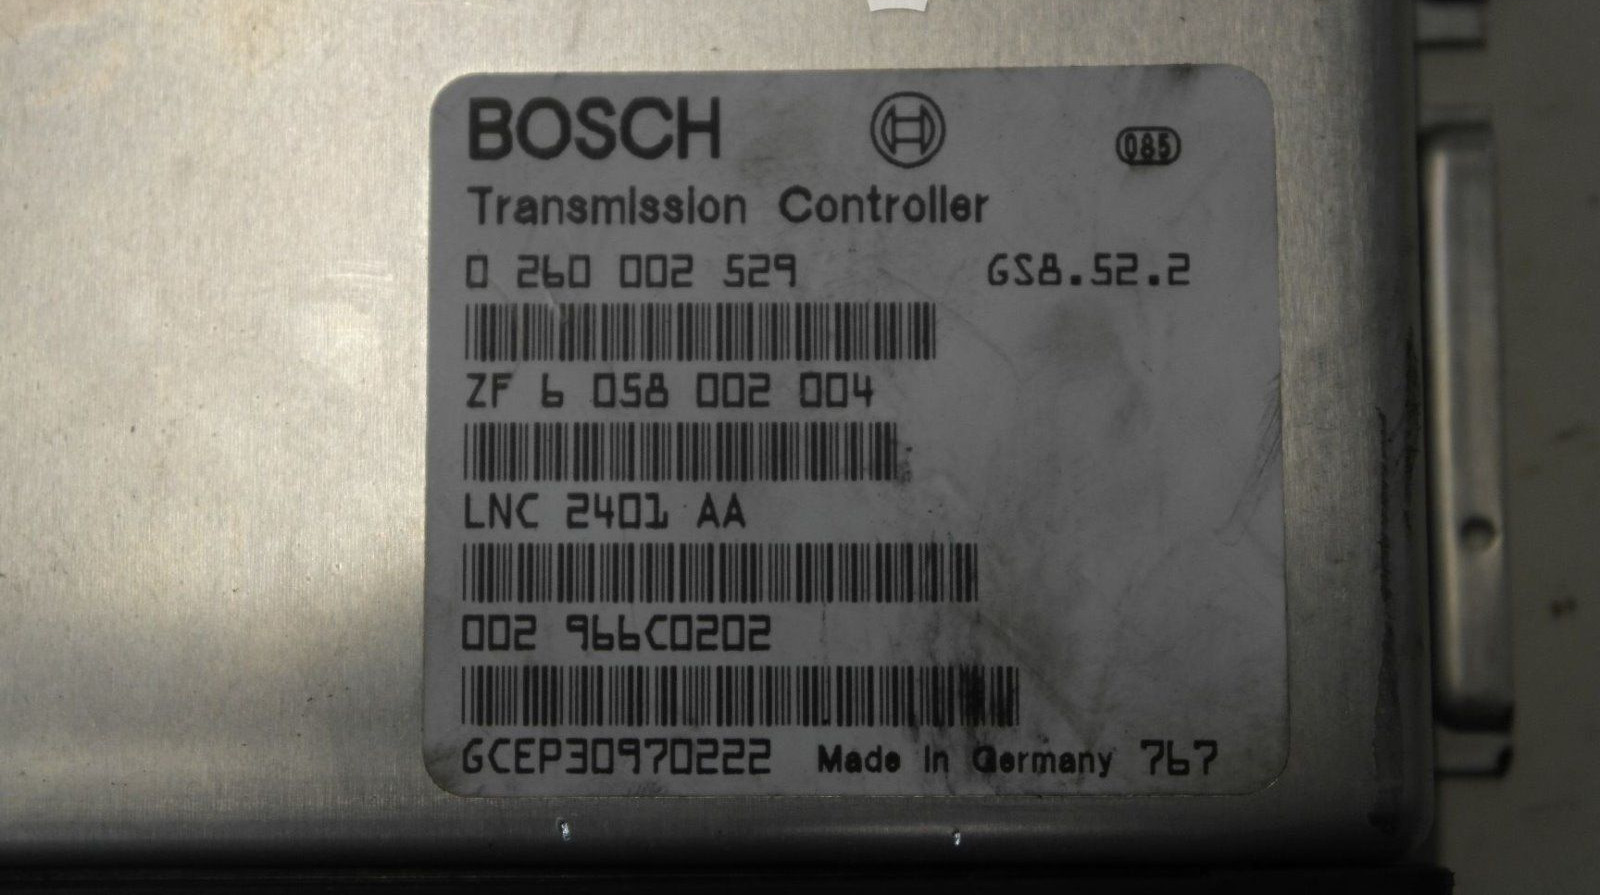 BOSCH
085
Transmission Controller
0 260 002 529 GS8.52.2
ZF 6 058 002 004
LNC 2401 AA
002 966C0202
GCEP30970222 Made in Germany 767